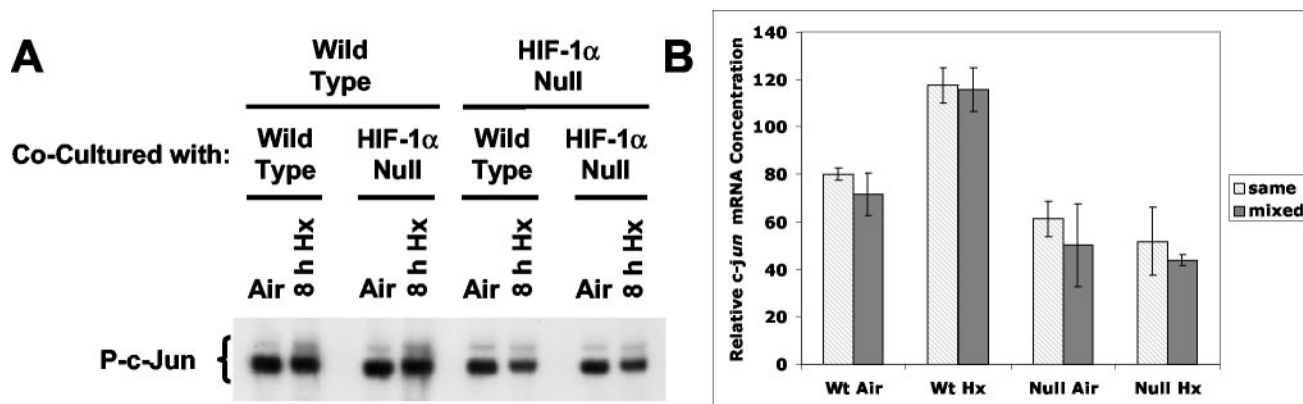 A
Wild
Type
HIF-1α
Null
Co-Cultured with:
Wild
Type
HIF-1α
Null
Wild
Type
HIF-1α
Null
Air
8 h Hx
Air
8 h Hx
Air
8 h Hx
Air
8 h Hx
P-c-Jun
B
Relative c-jun mRNA Concentration
140
120
100
80
60
40
20
0
Wt Air
Wt Hx
Null Air
Null Hx
same
mixed